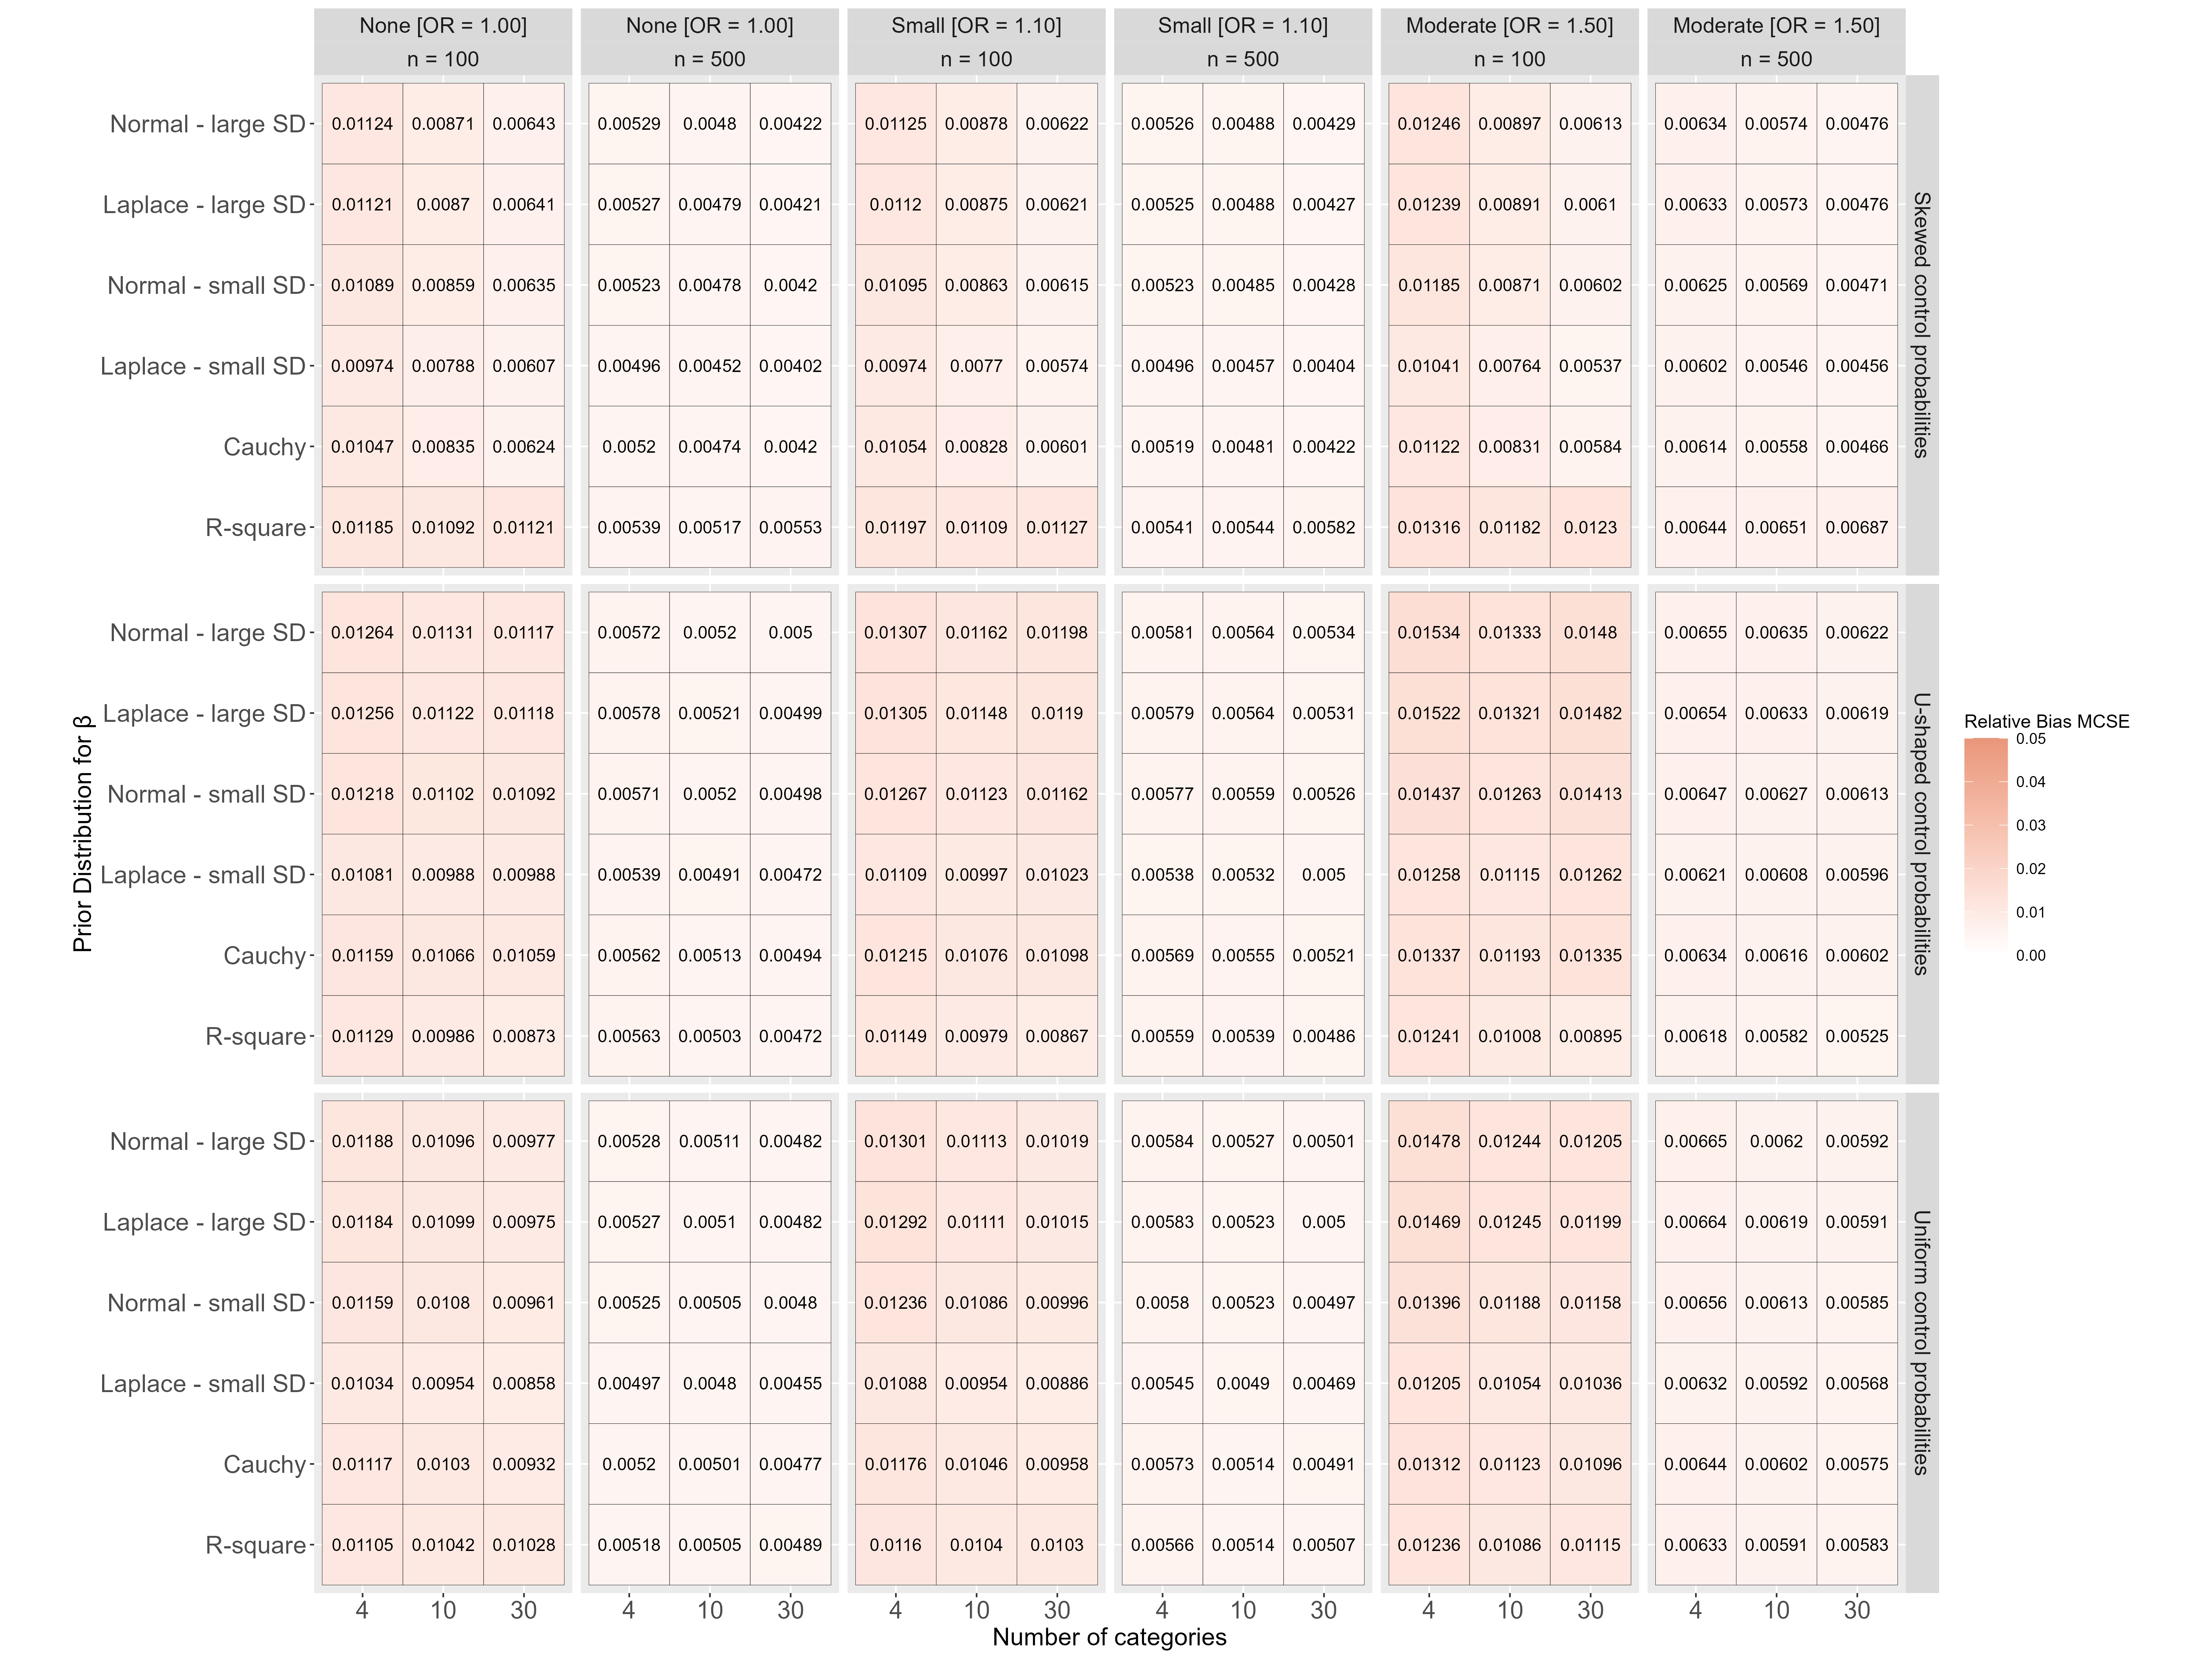 None [OR = 1.00] None [OR = 1.00] Small [OR = 1.10] Small [OR = 1.10] Moderate [OR = 1.50] Moderate [OR = 1.50]
n = 100 n = 500 n = 100 n = 500 n = 100 n = 500
Normal - large SD 0.01124 0.00871 0.00643 0.00529 0.0048 0.00422 0.01125 0.00878 0.00622 0.00526 0.00488 0.00429 0.01246 0.00897 0.00613 0.00634 0.00574 0.00476
Laplace - large SD 0.01121 0.0087 0.00641 0.00527 0.00479 0.00421 0.0112 0.00875 0.00621 0.00525 0.00488 0.00427 0.01239 0.00891 0.0061 0.00633 0.00573 0.00476
Normal - small SD 0.01089 0.00859 0.00635 0.00523 0.00478 0.0042 0.01095 0.00863 0.00615 0.00523 0.00485 0.00428 0.01185 0.00871 0.00602 0.00625 0.00569 0.00471
Laplace - small SD 0.00974 0.00788 0.00607 0.00496 0.00452 0.00402 0.00974 0.0077 0.00574 0.00496 0.00457 0.00404 0.01041 0.00764 0.00537 0.00602 0.00546 0.00456
Cauchy 0.01047 0.00835 0.00624 0.0052 0.00474 0.0042 0.01054 0.00828 0.00601 0.00519 0.00481 0.00422 0.01122 0.00831 0.00584 0.00614 0.00558 0.00466
R-square 0.01185 0.01092 0.01121 0.00539 0.00517 0.00553 0.01197 0.01109 0.01127 0.00541 0.00544 0.00582 0.01316 0.01182 0.0123 0.00644 0.00651 0.00687
Skewed control probabilities
Normal - large SD 0.01264 0.01131 0.01117 0.00572 0.0052 0.005 0.01307 0.01162 0.01198 0.00581 0.00564 0.00534 0.01534 0.01333 0.0148 0.00655 0.00635 0.00622
Laplace - large SD 0.01256 0.01122 0.01118 0.00578 0.00521 0.00499 0.01305 0.01148 0.0119 0.00579 0.00564 0.00531 0.01522 0.01321 0.01482 0.00654 0.00633 0.00619
Normal - small SD 0.01218 0.01102 0.01092 0.00571 0.0052 0.00498 0.01267 0.01123 0.01162 0.00577 0.00559 0.00526 0.01437 0.01263 0.01413 0.00647 0.00627 0.00613
Laplace - small SD 0.01081 0.00988 0.00988 0.00539 0.00491 0.00472 0.01109 0.00997 0.01023 0.00538 0.00532 0.005 0.01258 0.0115 0.01262 0.00621 0.00608 0.00596
Cauchy 0.01159 0.01066 0.01059 0.00562 0.00513 0.00494 0.01215 0.01076 0.01098 0.00569 0.00555 0.00521 0.01337 0.01193 0.01335 0.00634 0.00616 0.00602
R-square 0.01129 0.00986 0.00873 0.00563 0.00503 0.00472 0.01149 0.00979 0.00867 0.00559 0.00539 0.00486 0.01241 0.01008 0.00895 0.00618 0.00582 0.00525
U-shaped control probabilities
Normal - large SD 0.01188 0.01096 0.00977 0.00528 0.00511 0.00482 0.01301 0.01113 0.01019 0.00584 0.00527 0.00501 0.01478 0.01244 0.01205 0.00665 0.0062 0.00592
Laplace - large SD 0.01184 0.01099 0.00975 0.00527 0.0051 0.00482 0.01292 0.01111 0.01015 0.00583 0.00523 0.005 0.01469 0.01245 0.01199 0.00664 0.00619 0.00591
Normal - small SD 0.01159 0.0108 0.00961 0.00525 0.00505 0.0048 0.01236 0.01086 0.00996 0.0058 0.00523 0.00497 0.01396 0.01188 0.01158 0.00656 0.00613 0.00585
Laplace - small SD 0.01034 0.00954 0.00858 0.00497 0.0048 0.00455 0.01088 0.00954 0.00886 0.00545 0.0049 0.00469 0.01205 0.01054 0.01036 0.00632 0.00592 0.00568
Cauchy 0.01117 0.0103 0.00932 0.0052 0.00501 0.00477 0.01176 0.01046 0.00958 0.00573 0.00514 0.00491 0.01312 0.01123 0.01096 0.00644 0.00602 0.00575
R-square 0.01105 0.01042 0.01028 0.00518 0.00505 0.00489 0.0116 0.0104 0.0103 0.00566 0.00514 0.00507 0.01236 0.01086 0.01115 0.00633 0.00591 0.00583
Uniform control probabilities
4 10 30 4 10 30 4 10 30 4 10 30 4 10 30 4 10 30
Number of categories
Prior Distribution for β
Relative Bias MCSE
0.05
0.04
0.03
0.02
0.01
0.00